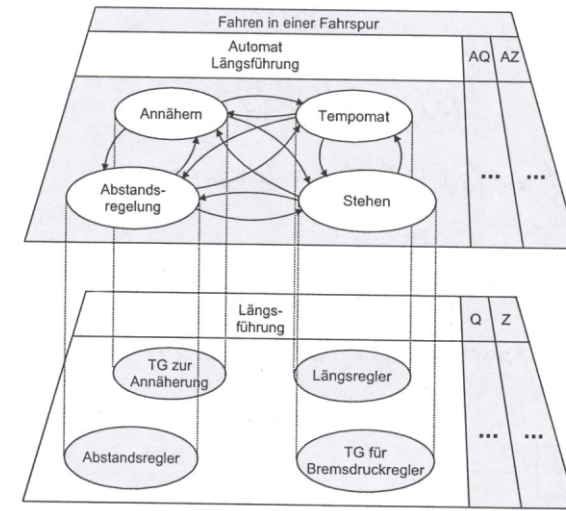 Fahren in einer Fahrspur
Automat
Längsführung
AQ
AZ
Annähern
Tempomat
Abstands-
regelung
Stehen
...
...
Längs-
führung
Q
Z
TG zur
Annäherung
Längsregler
Abstandsregler
TG für
Bremsdruckregler
...
...